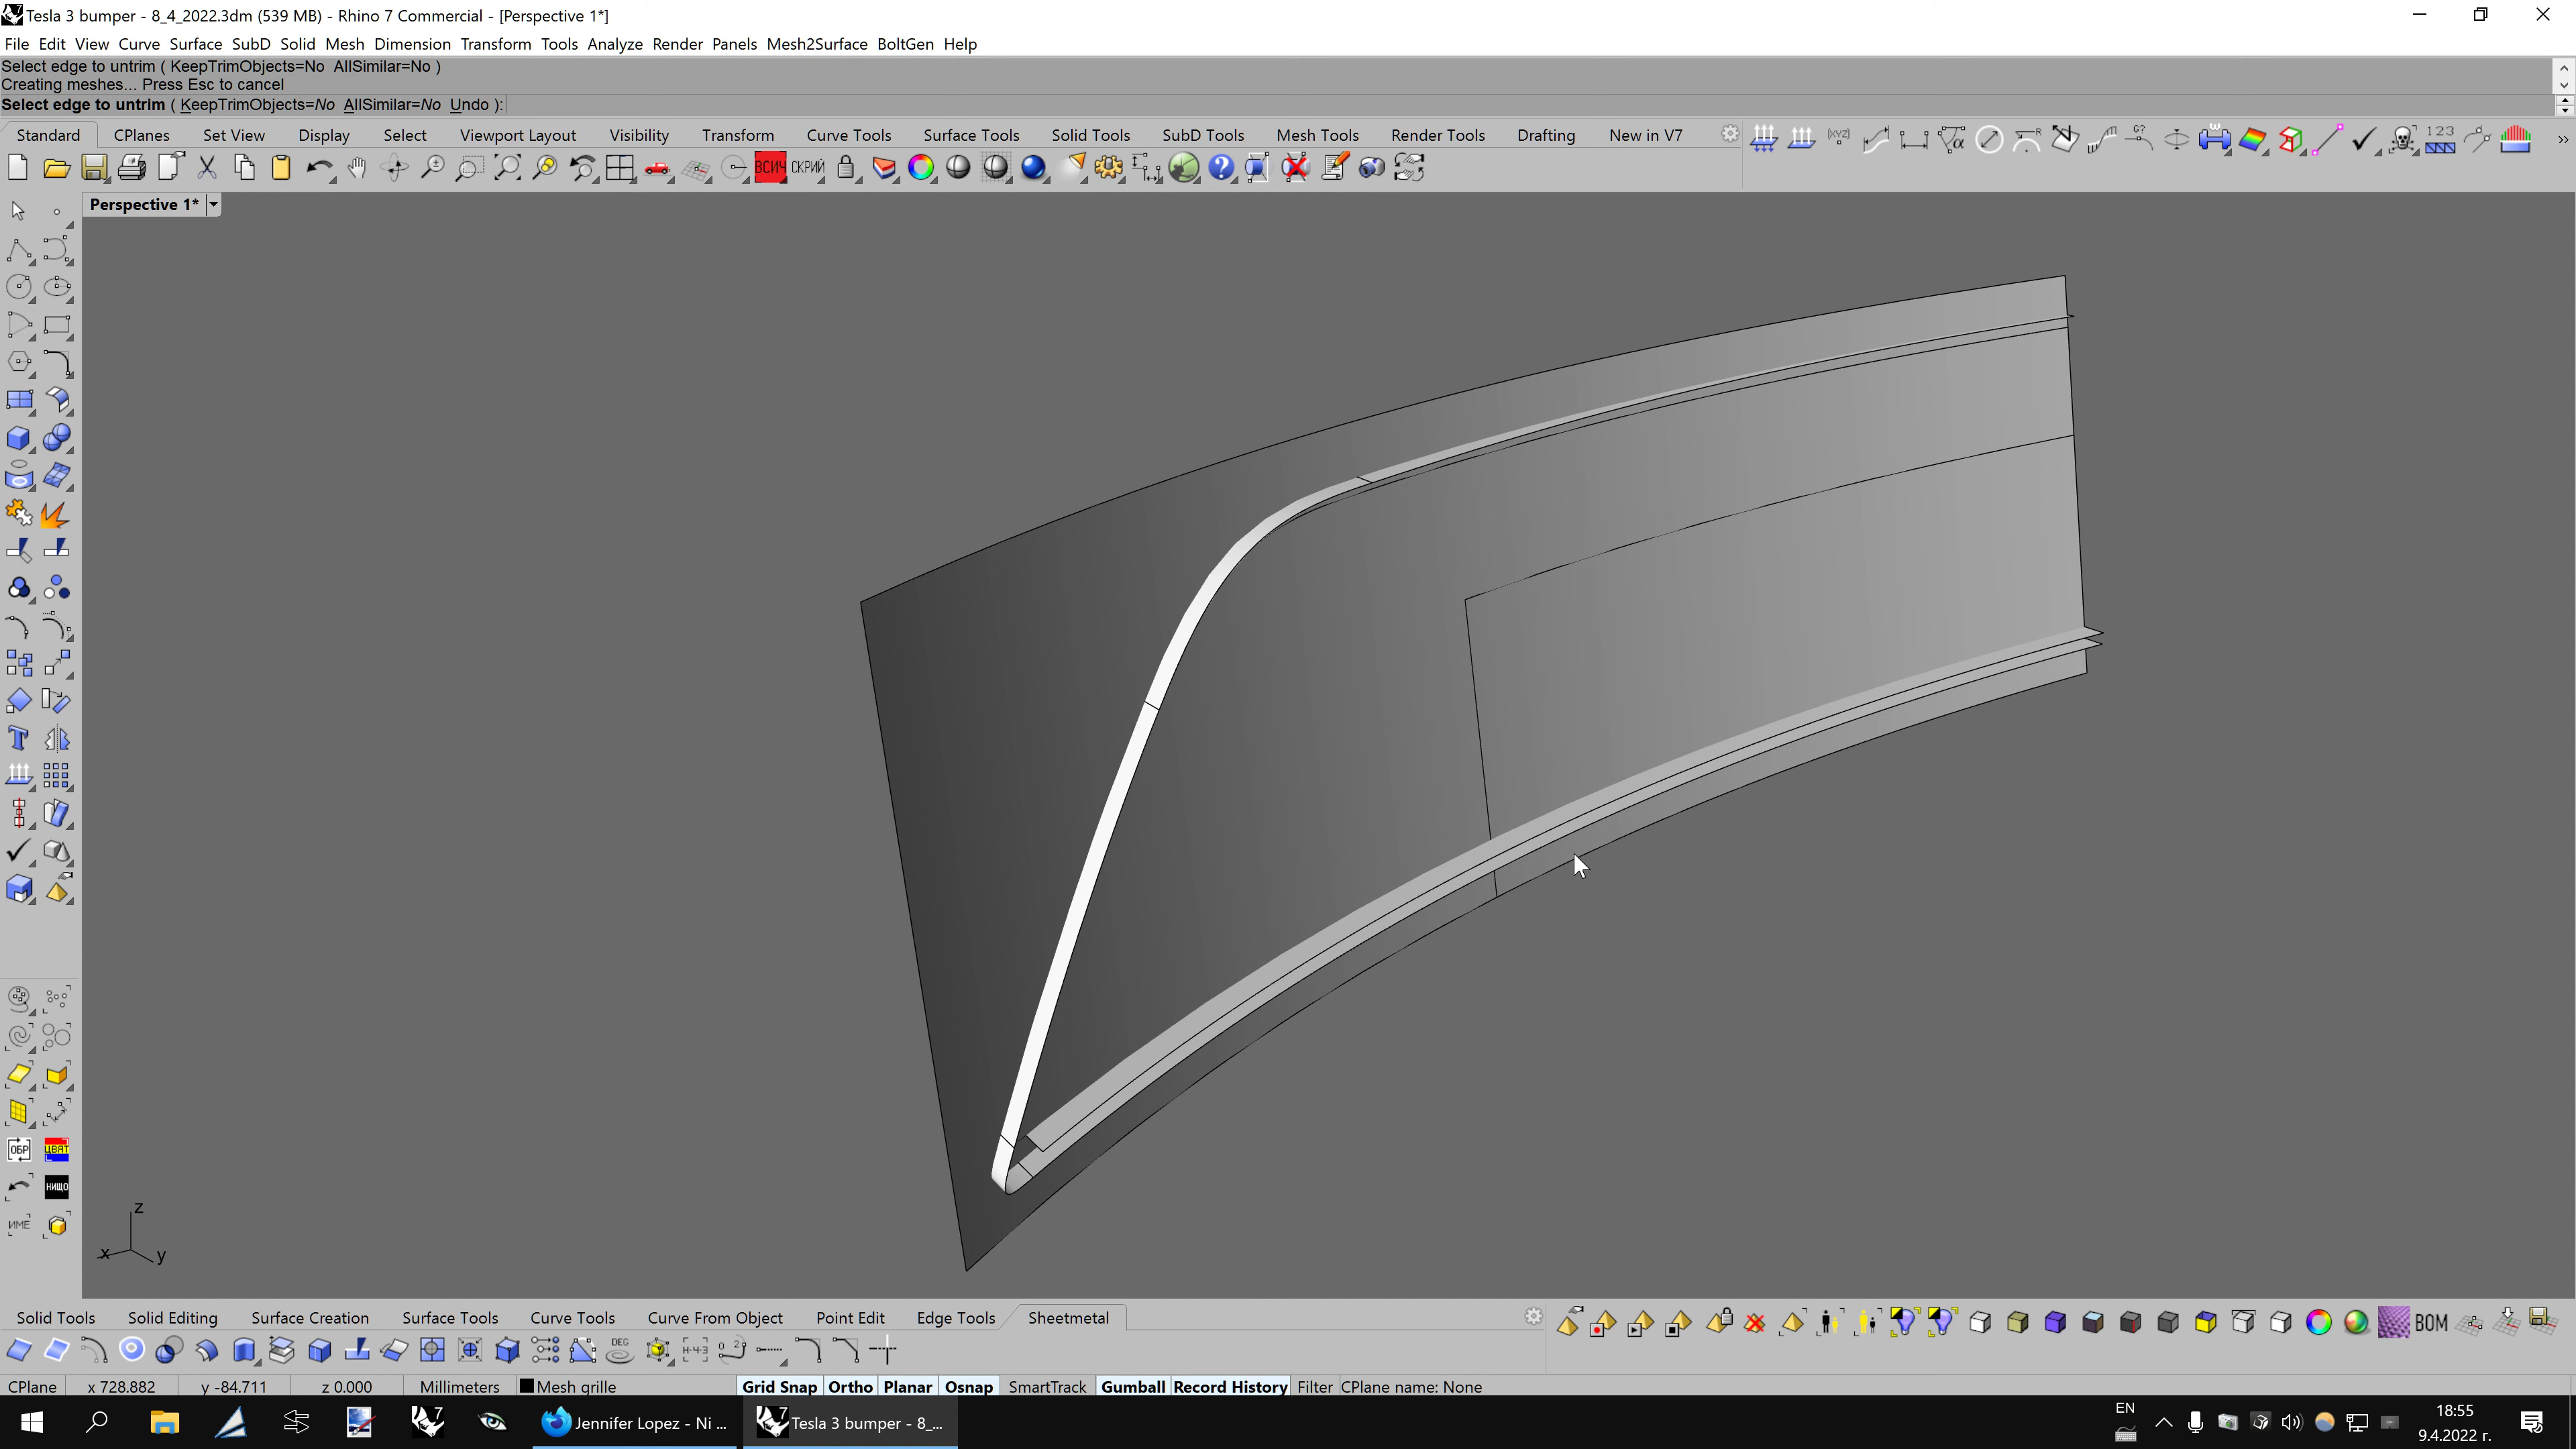 Tesla 3 bumper - 8_4_2022.3dm (539 MB) - Rhino 7 Commercial - [Perspective 1*]
File Edit View Curve Surface SubD Solid Mesh Dimension Transform Tools Analyze Render Panels Mesh2Surface BoltGen Help
Select edge to untrim ( KeepTrimObjects=No AllSimilar=No )
Creating meshes... Press Esc to cancel
Select edge to untrim ( KeepTrimObjects=No AllSimilar=No Undo ):
Standard CPlanes Set View Display Select Viewport Layout Visibility Transform Curve Tools Surface Tools Solid Tools SubD Tools Mesh Tools Render Tools Drafting New in V7
ВСИЧ СКРИЙ
Perspective 1*
ОБР ЦВЯТ
НИЩО
ИМЕ
z
x y
Solid Tools Solid Editing Surface Creation Surface Tools Curve Tools Curve From Object Point Edit Edge Tools Sheetmetal
BOM
DEG
CPlane x 728.882 y -84.711 z 0.000 Millimeters Mesh grille Grid Snap Ortho Planar Osnap SmartTrack Gumball Record History Filter CPlane name: None
Jennifer Lopez - Ni ... Tesla 3 bumper - 8_...
EN
18:55
9.4.2022 г.